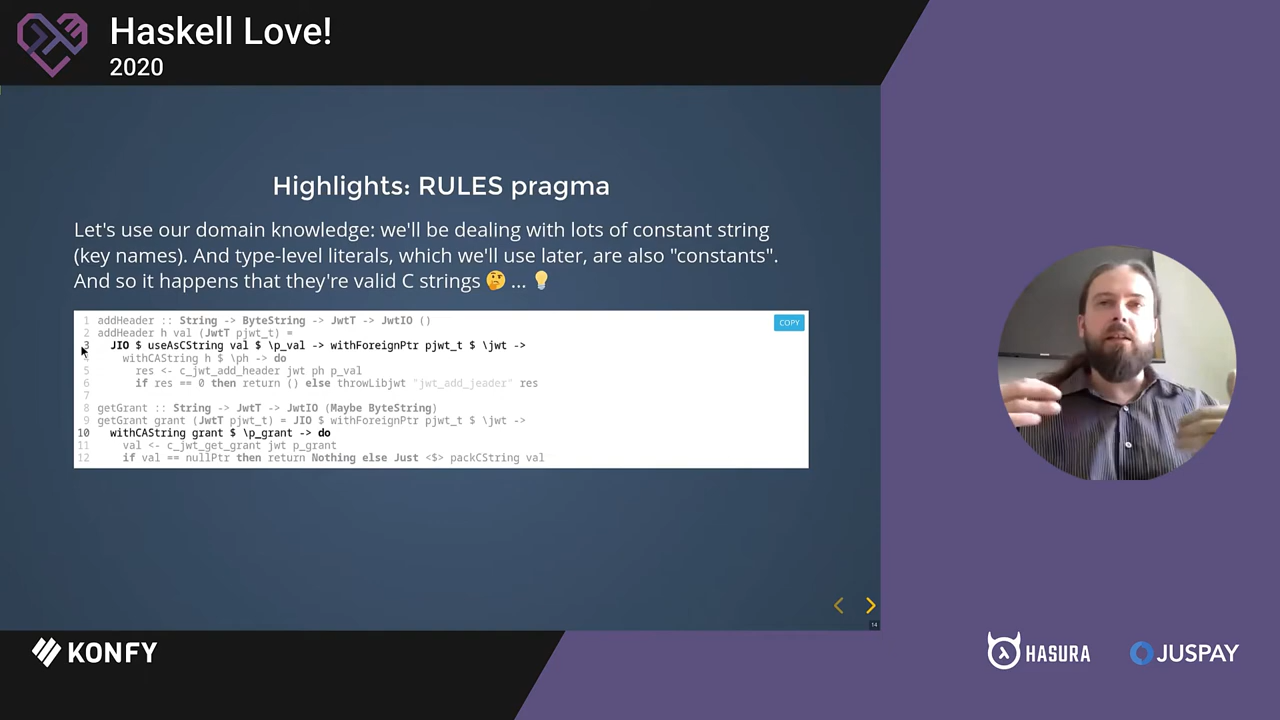 Haskell Love!
2020
Highlights: RULES pragma
Let's use our domain knowledge: we'll be dealing with lots of constant string
(key names). And type-level literals, which we'll use later, are also "constants".
And so it happens that they're valid C strings 🤔 ... 💡
COPY
1 addHeader :: String -> ByteString -> JwtT -> JwtIO ()
2 addHeader h val (JwtT pjwt_t) =
3   JIO $ useAsCString val $ \p_val -> withForeignPtr pjwt_t $ \jwt ->
4     withCAString h $ \ph -> do
5       res <- c_jwt_add_header jwt ph p_val
6       if res == 0 then return () else throwLibjwt "jwt_add_jeader" res
7
8 getGrant :: String -> JwtT -> JwtIO (Maybe ByteString)
9 getGrant grant (JwtT pjwt_t) = JIO $ withForeignPtr pjwt_t $ \jwt ->
10   withCAString grant $ \p_grant -> do
11     val <- c_jwt_get_grant jwt p_grant
12     if val == nullPtr then return Nothing else Just <$> packCString val
14
KONFY
HASURA
JUSPAY